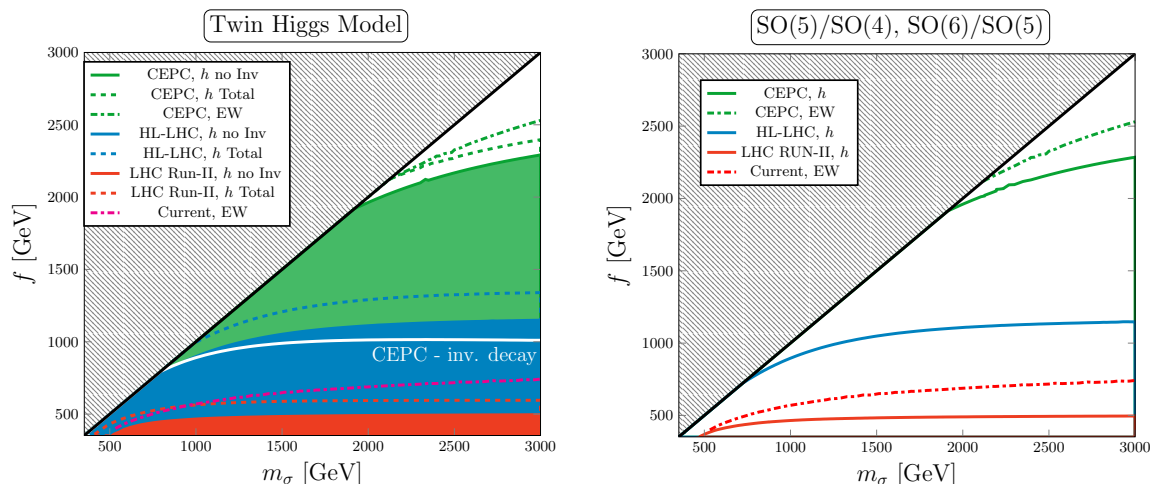 Twin Higgs Model
3000
2500
2000
1500
1000
500
f [GeV]
CEPC, h no Inv
CEPC, h Total
CEPC, EW
HL-LHC, h no Inv
HL-LHC, h Total
LHC Run-II, h no Inv
LHC Run-II, h Total
Current, EW
CEPC - inv. decay
500 1000 1500 2000 2500 3000
m_σ [GeV]
SO(5)/SO(4), SO(6)/SO(5)
3000
2500
2000
1500
1000
500
f [GeV]
CEPC, h
CEPC, EW
HL-LHC, h
LHC RUN-II, h
Current, EW
500 1000 1500 2000 2500 3000
m_σ [GeV]